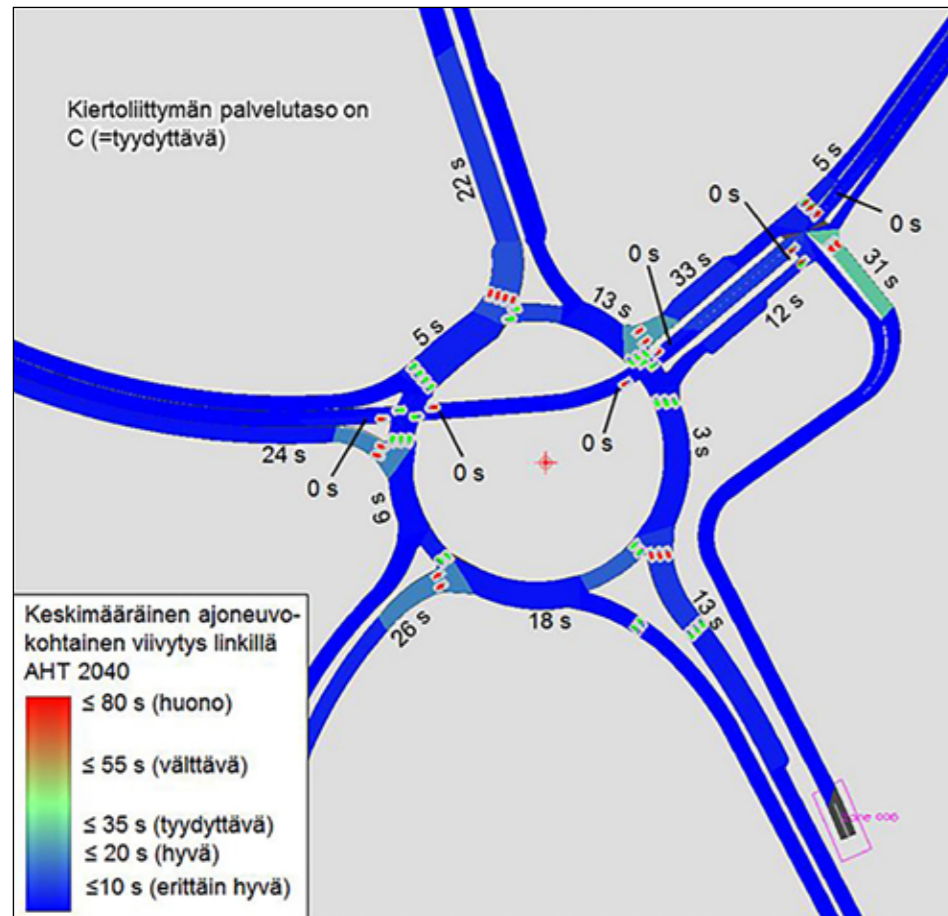 Kiertoliittymän palvelutaso on
C (=tyydyttävä)
5 s
22 s
0 s
0 s
0 s
33 s
31 s
13 s
12 s
5 s
3 s
0 s
24 s
0 s
0 s
9 s
13 s
18 s
26 s
Keskimääräinen ajoneuvo-
kohtainen viivytys linkillä
AHT 2040
≤ 80 s (huono)
≤ 55 s (välttävä)
≤ 35 s (tyydyttävä)
≤ 20 s (hyvä)
≤10 s (erittäin hyvä)